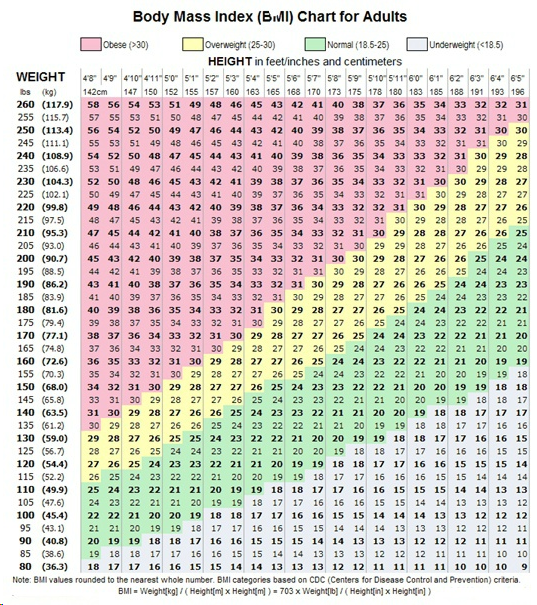 Body Mass Index (BMI) Chart for Adults
Obese (>30) Overweight (25-30) Normal (18.5-25) Underweight (<18.5)
HEIGHT in feet/inches and centimeters
WEIGHT 4'8" 4'9" 4'10" 4'11" 5'0" 5'1" 5'2" 5'3" 5'4" 5'5" 5'6" 5'7" 5'8" 5'9" 5'10" 5'11" 6'0" 6'1" 6'2" 6'3" 6'4" 6'5"
lbs (kg) 142cm 147 150 152 155 157 160 163 165 168 170 173 175 178 180 183 185 188 191 193 196
260 (117.9) 58 56 54 53 51 49 48 46 45 43 42 41 40 38 37 36 35 34 33 32 32 31
255 (115.7) 57 55 53 51 50 48 47 45 44 42 41 40 39 38 37 36 35 34 33 32 31 30
250 (113.4) 56 54 52 50 49 47 46 44 43 42 40 39 38 37 36 35 34 33 32 31 30 30
245 (111.1) 55 53 51 49 48 46 45 43 42 41 40 38 37 36 35 34 33 32 31 31 30 29
240 (108.9) 54 52 50 48 47 45 44 43 41 40 39 38 36 35 34 33 33 32 31 30 29 28
235 (106.6) 53 51 49 47 46 44 43 42 40 39 38 37 36 35 34 33 32 31 30 29 29 28
230 (104.3) 52 50 48 46 45 43 42 41 39 38 37 36 35 34 33 32 31 30 30 29 28 27
225 (102.1) 50 49 47 45 44 43 41 40 39 37 36 35 34 33 32 31 31 30 29 28 27 27
220 (99.8) 49 48 46 44 43 42 40 39 38 37 36 34 33 32 32 31 30 29 28 27 27 26
215 (97.5) 48 47 45 43 42 41 39 38 37 36 35 34 33 32 31 30 29 28 28 27 26 25
210 (95.3) 47 45 44 42 41 40 38 37 36 35 34 33 32 31 30 29 28 28 27 26 26 25
205 (93.0) 46 44 43 41 40 39 37 36 35 34 33 32 31 30 29 29 28 27 26 26 25 24
200 (90.7) 45 43 42 40 39 38 37 35 34 33 32 31 30 30 29 28 27 26 26 25 24 24
195 (88.5) 44 42 41 39 38 37 36 35 33 32 31 31 30 29 28 27 26 26 25 24 24 23
190 (86.2) 43 41 40 38 37 36 35 34 33 32 31 30 29 28 27 26 26 25 24 24 23 23
185 (83.9) 41 40 39 37 36 35 34 33 32 31 30 29 28 27 27 26 25 24 24 23 23 22
180 (81.6) 40 39 38 36 35 34 33 32 31 30 29 28 27 27 26 25 24 24 23 22 22 21
175 (79.4) 39 38 37 35 34 33 32 31 30 29 28 27 27 26 25 24 24 23 22 22 21 21
170 (77.1) 38 37 36 34 33 32 31 30 29 28 27 27 26 25 24 24 23 22 22 21 21 20
165 (74.8) 37 36 34 33 32 31 30 29 28 27 27 26 25 24 24 23 22 22 21 21 20 20
160 (72.6) 36 35 33 32 31 30 29 28 27 27 26 25 24 24 23 22 22 21 21 20 19 19
155 (70.3) 35 34 32 31 30 29 28 27 27 26 25 24 24 23 22 22 21 20 20 19 19 18
150 (68.0) 34 32 31 30 29 28 27 27 26 25 24 23 23 22 22 21 20 20 19 19 18 18
145 (65.8) 33 31 30 29 28 27 27 26 25 24 23 23 22 21 21 20 20 19 19 18 18 17
140 (63.5) 31 30 29 28 27 26 26 25 24 23 23 22 21 21 20 20 19 18 18 17 17 17
135 (61.2) 30 29 28 27 26 26 25 24 23 22 22 21 21 20 19 19 18 18 17 17 16 16
130 (59.0) 29 28 27 26 25 25 24 23 22 22 21 20 20 19 19 18 18 17 17 16 16 15
125 (56.7) 28 27 26 25 24 24 23 22 21 21 20 20 19 18 18 17 17 16 16 16 15 15
120 (54.4) 27 26 25 24 23 23 22 21 21 20 19 19 18 18 17 17 16 16 15 15 15 14
115 (52.2) 26 25 24 23 22 22 21 20 20 19 19 18 17 17 16 16 16 15 15 14 14 14
110 (49.9) 25 24 23 22 21 21 20 19 19 18 18 17 17 16 16 15 15 15 14 14 13 13
105 (47.6) 24 23 22 21 21 20 19 19 18 17 17 16 16 16 15 15 14 14 13 13 13 12
100 (45.4) 22 22 21 20 20 19 18 18 17 17 16 16 15 15 14 14 14 13 13 12 12 12
95 (43.1) 21 21 20 19 19 18 17 17 16 16 15 15 14 14 14 13 13 13 12 12 12 11
90 (40.8) 20 19 19 18 18 17 16 16 15 15 15 14 14 13 13 13 12 12 12 11 11 11
85 (38.6) 19 18 18 17 17 16 16 15 15 14 14 13 13 13 12 12 12 11 11 11 10 10
80 (36.3) 18 17 17 16 16 15 15 14 14 13 13 13 12 12 11 11 11 11 10 10 10 9
Note: BMI values rounded to the nearest whole number. BMI categories based on CDC (Centers for Disease Control and Prevention) criteria.
BMI = Weight[kg] / ( Height[m] x Height[m] ) = 703 x Weight[lb] / ( Height[in] x Height[in] )